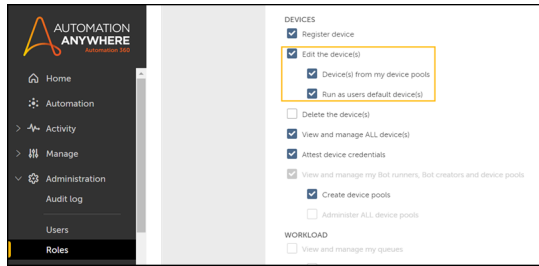 AUTOMATION
ANYWHERE
Automation 360
Home
Automation
Activity
Manage
Administration
Audit log
Users
Roles
DEVICES
Register device
Edit the device(s)
Device(s) from my device pools
Run as users default device(s)
Delete the device(s)
View and manage ALL device(s)
Attest device credentials
View and manage my Bot runners, Bot creators and device pools
Create device pools
Administer ALL device pools
WORKLOAD
View and manage my queues